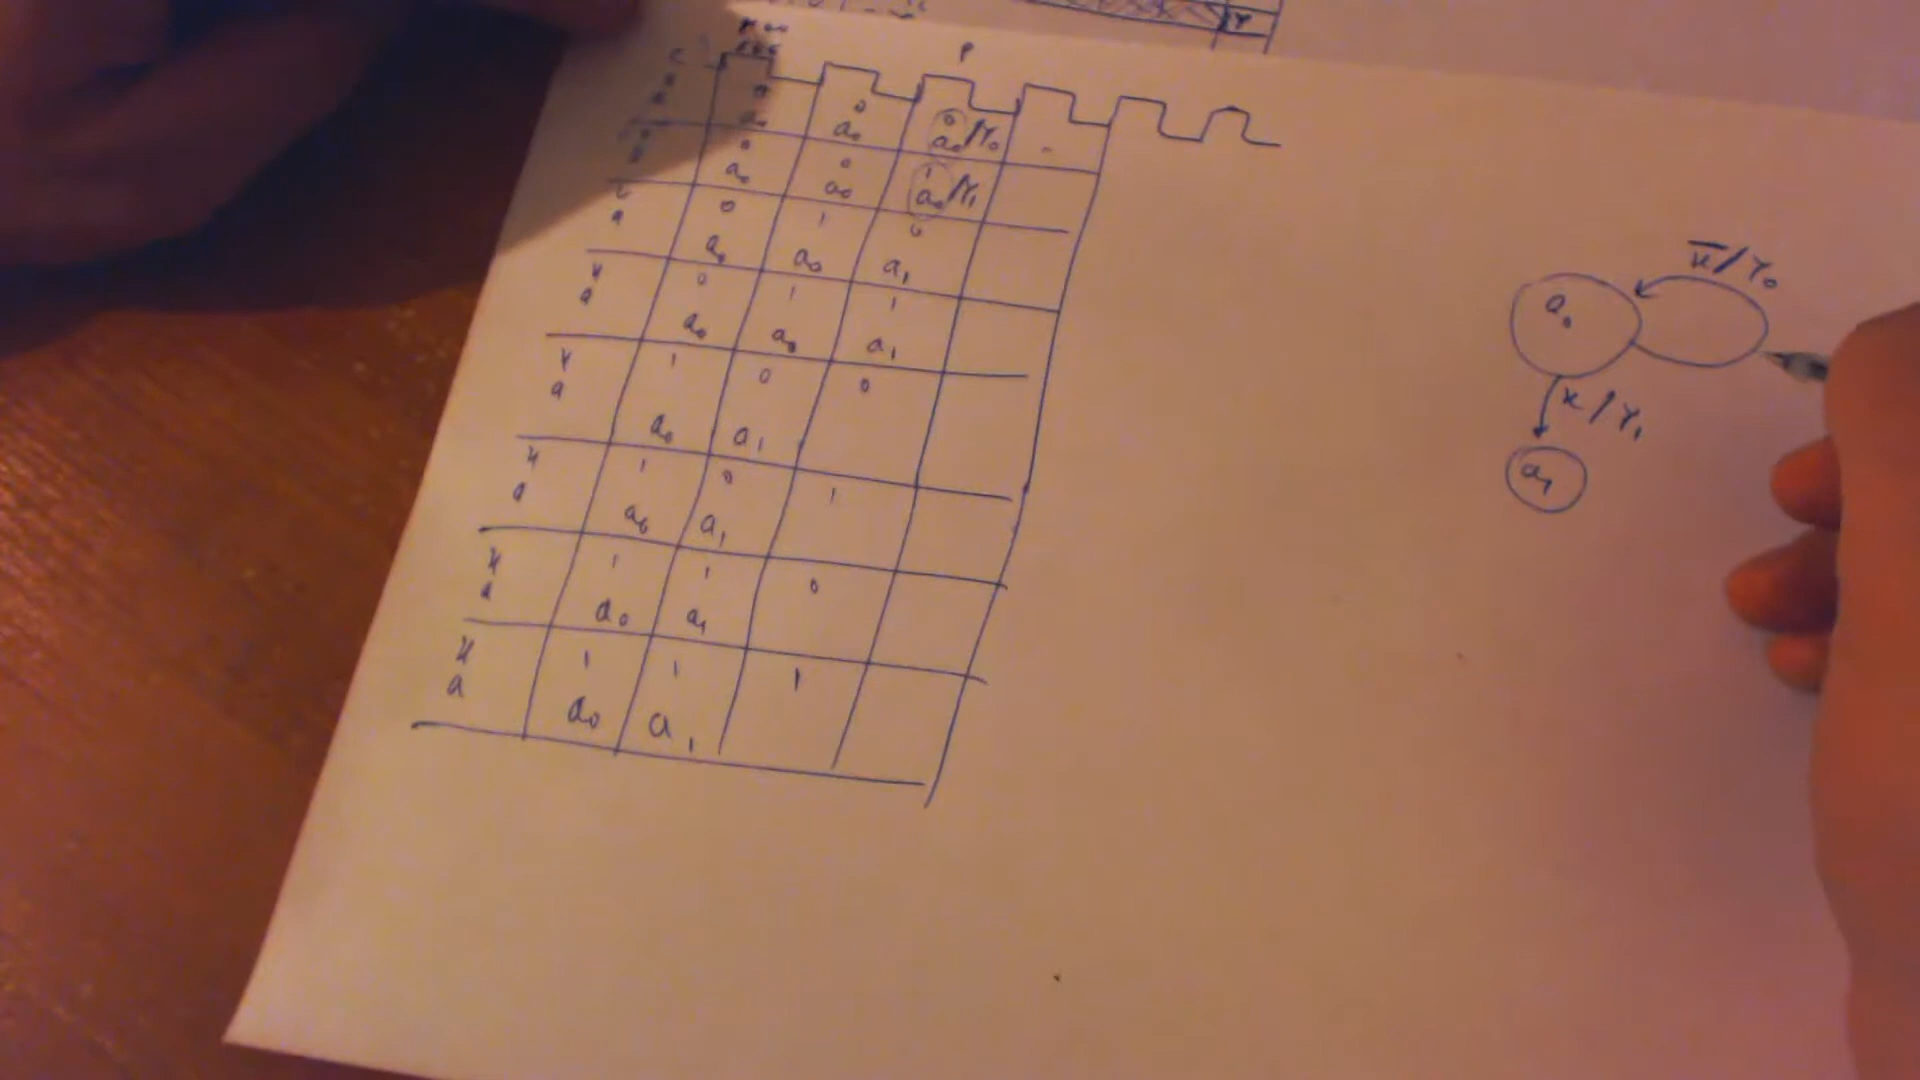 P
0 0
a₀ a₀ a₀/Y₀
0 0 1
a₀ a₀ a₀/Y₁
0 1 0
a a₀ a₀ a₁
x 0 1 1
a a₀ a₀ a₁
x 1 0 0
a a₀ a₁
x 1 0 1
a a₀ a₁
x 1 1 0
a a₀ a₁
x 1 1 1
a a₀ a₁
x̅/Y₀
a₀
x/Y₁
a₁